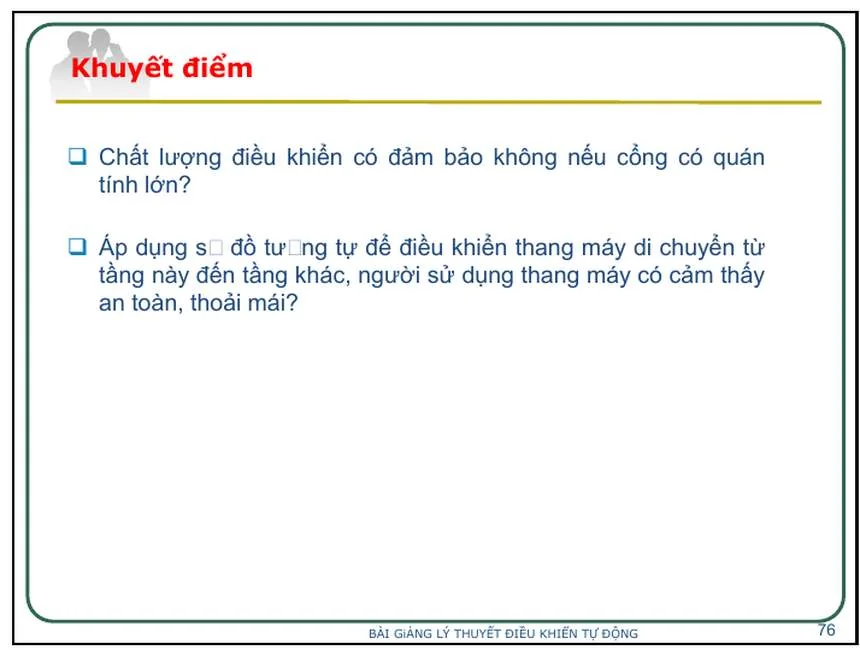 Khuyết điểm
❑ Chất lượng điều khiển có đảm bảo không nếu cổng có quán
tính lớn?
❑ Áp dụng s□ đồ tư□ng tự để điều khiển thang máy di chuyển từ
tầng này đến tầng khác, người sử dụng thang máy có cảm thấy
an toàn, thoải mái?
BÀI GiẢNG LÝ THUYẾT ĐIỀU KHIỂN TỰ ĐỘNG
76